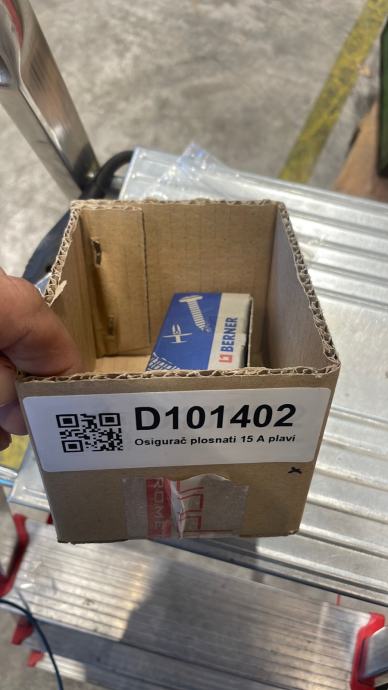 BERNER
D101402
Osigurač plosnati 15 A plavi